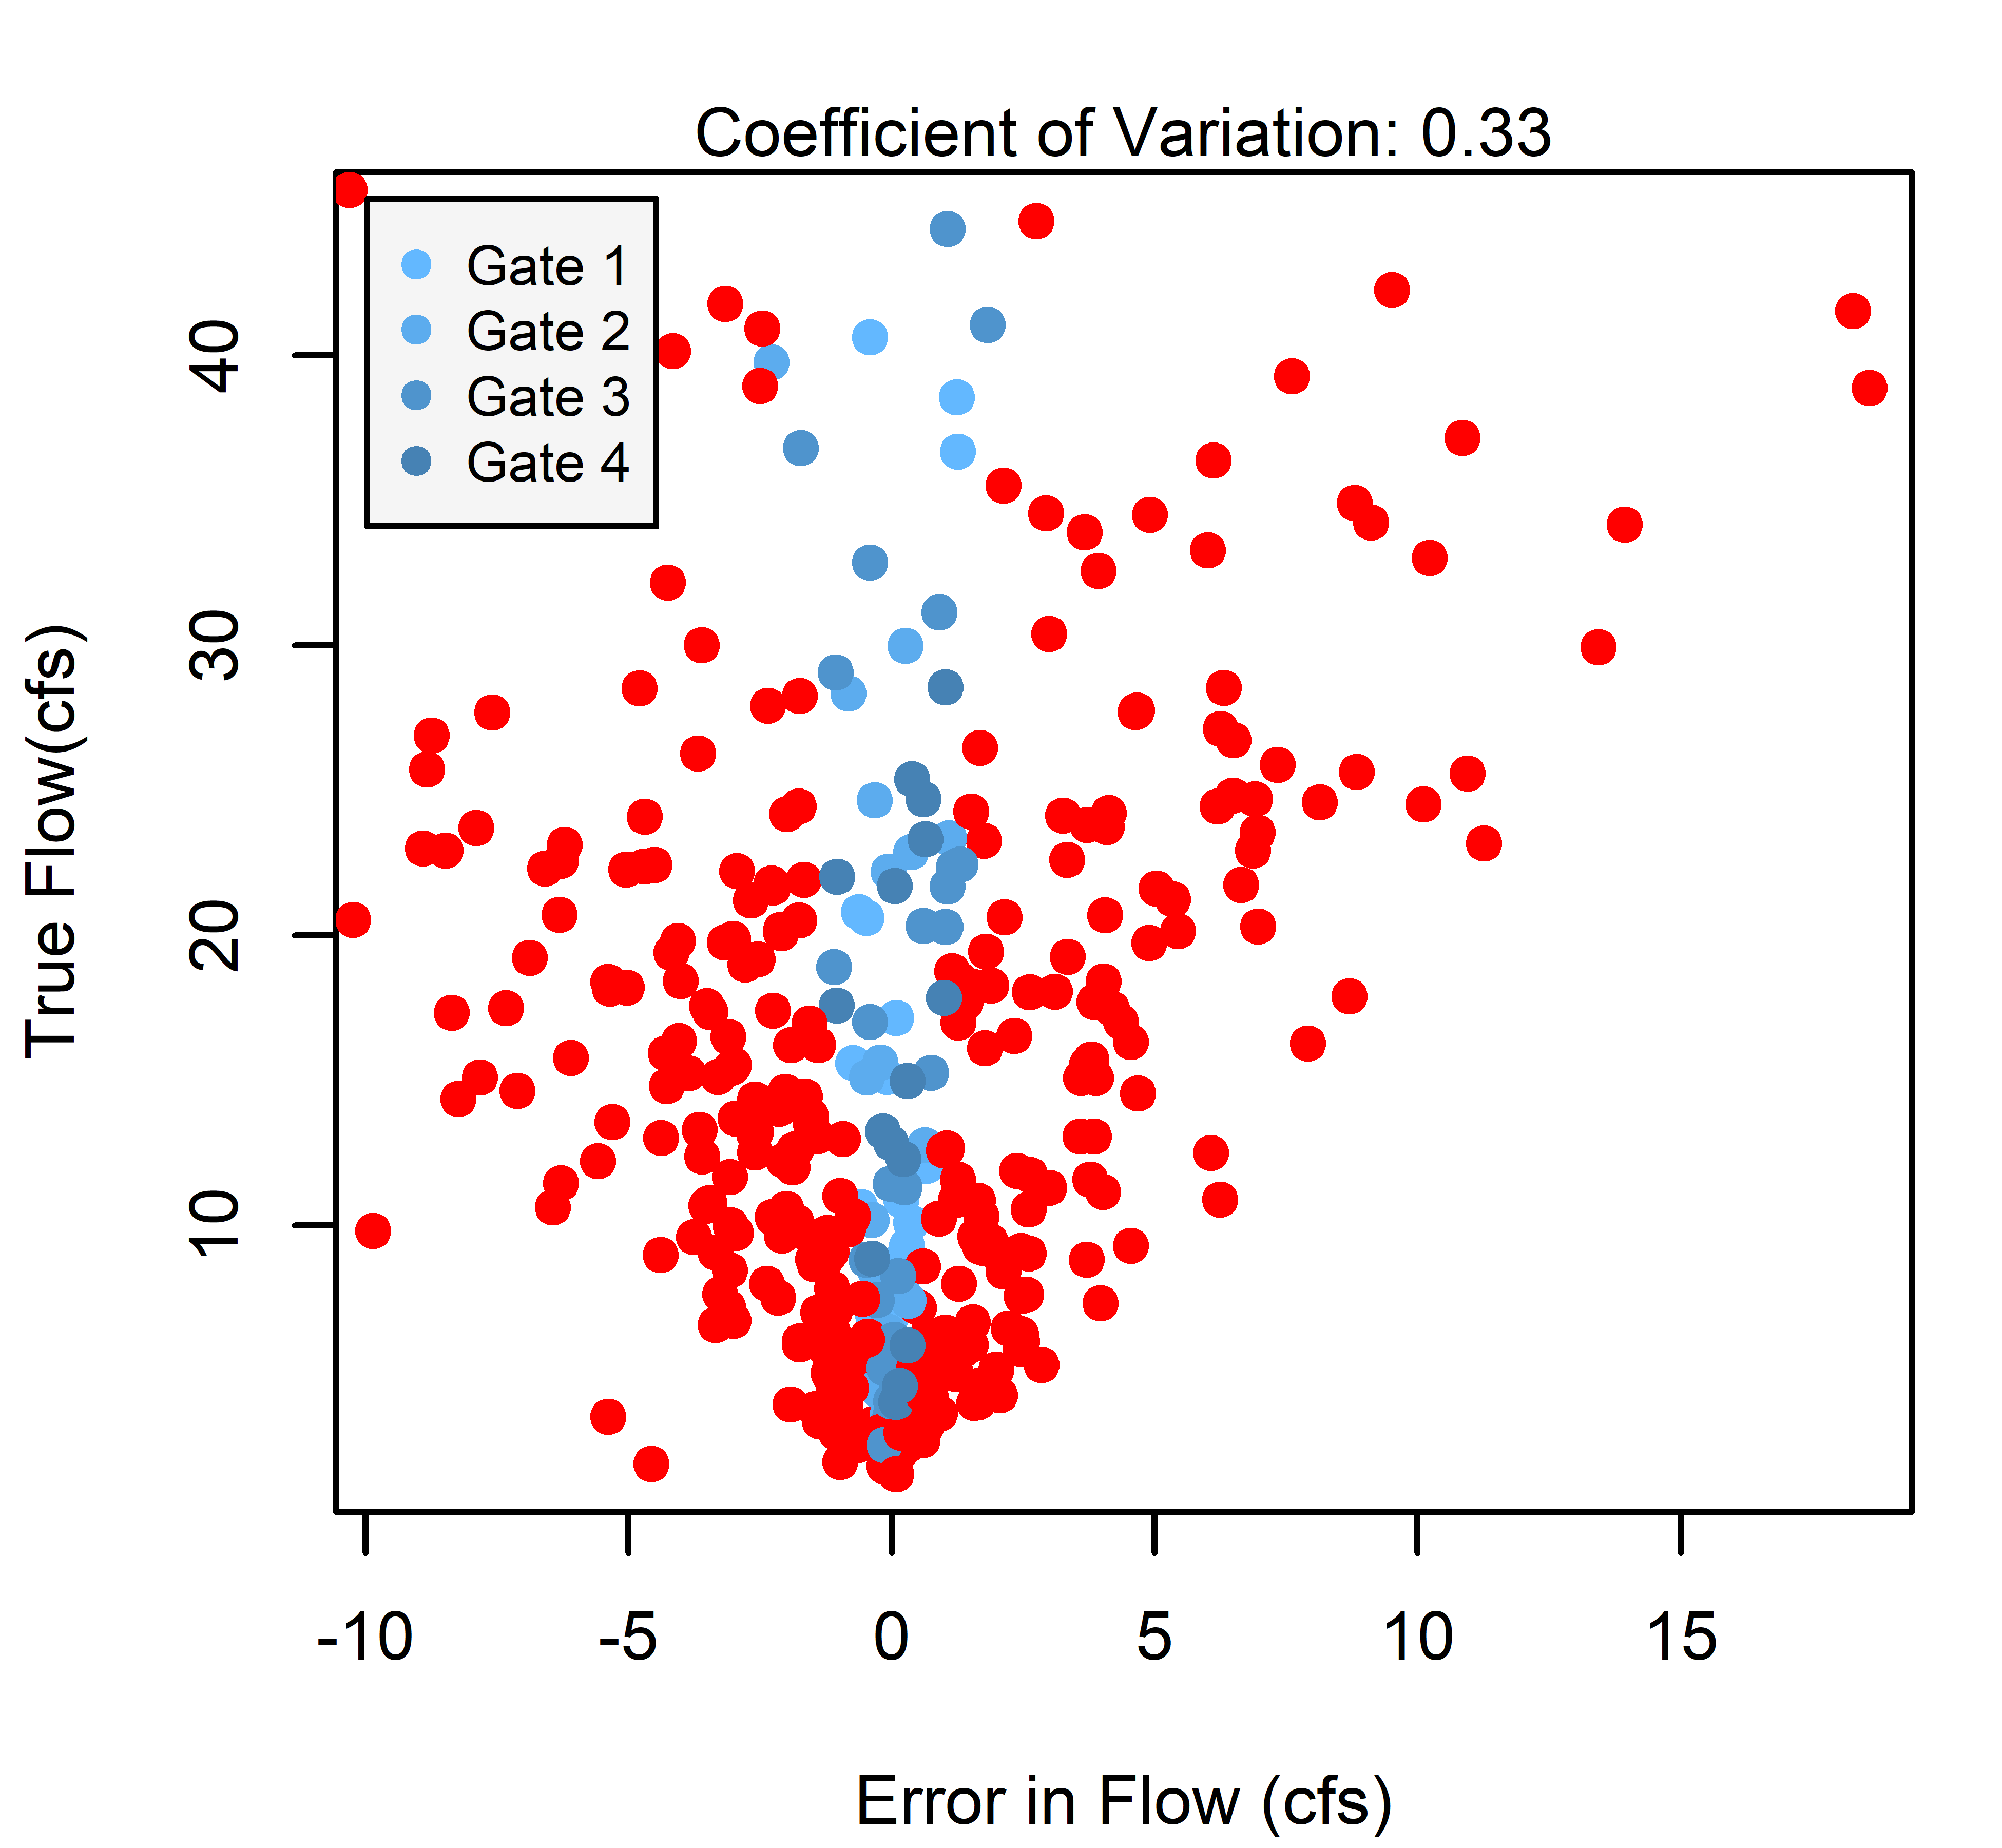 Coefficient of Variation: 0.33
Gate 1
Gate 2
Gate 3
Gate 4
True Flow(cfs)
40
30
20
10
-10 -5 0 5 10 15
Error in Flow (cfs)